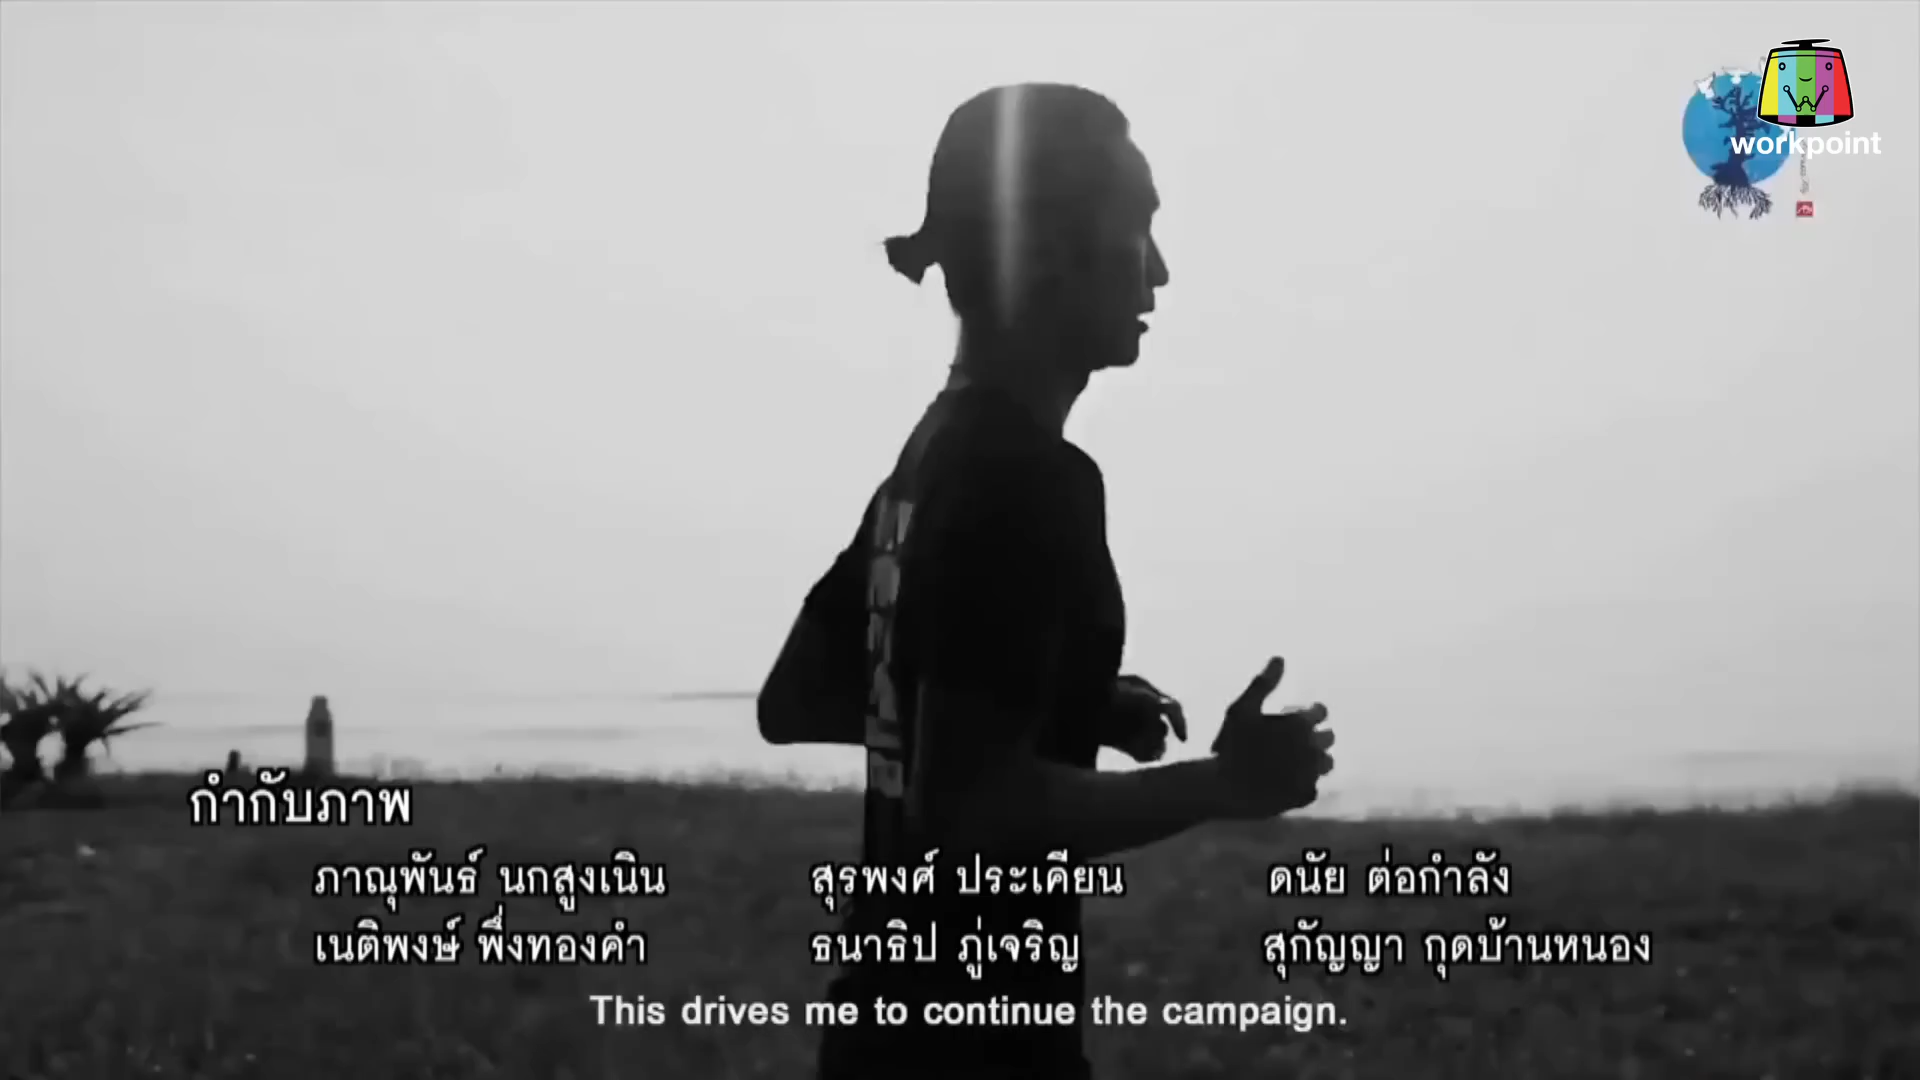 workpoint
กำกับภาพ
ภาณุพันธ์ นกสูงเนิน สุรพงศ์ ประเคียน ดนัย ต่อกำลัง
เนติพงษ์ พึ่งทองคำ ธนาธิป ภู่เจริญ สุกัญญา กุดบ้านหนอง
This drives me to continue the campaign.